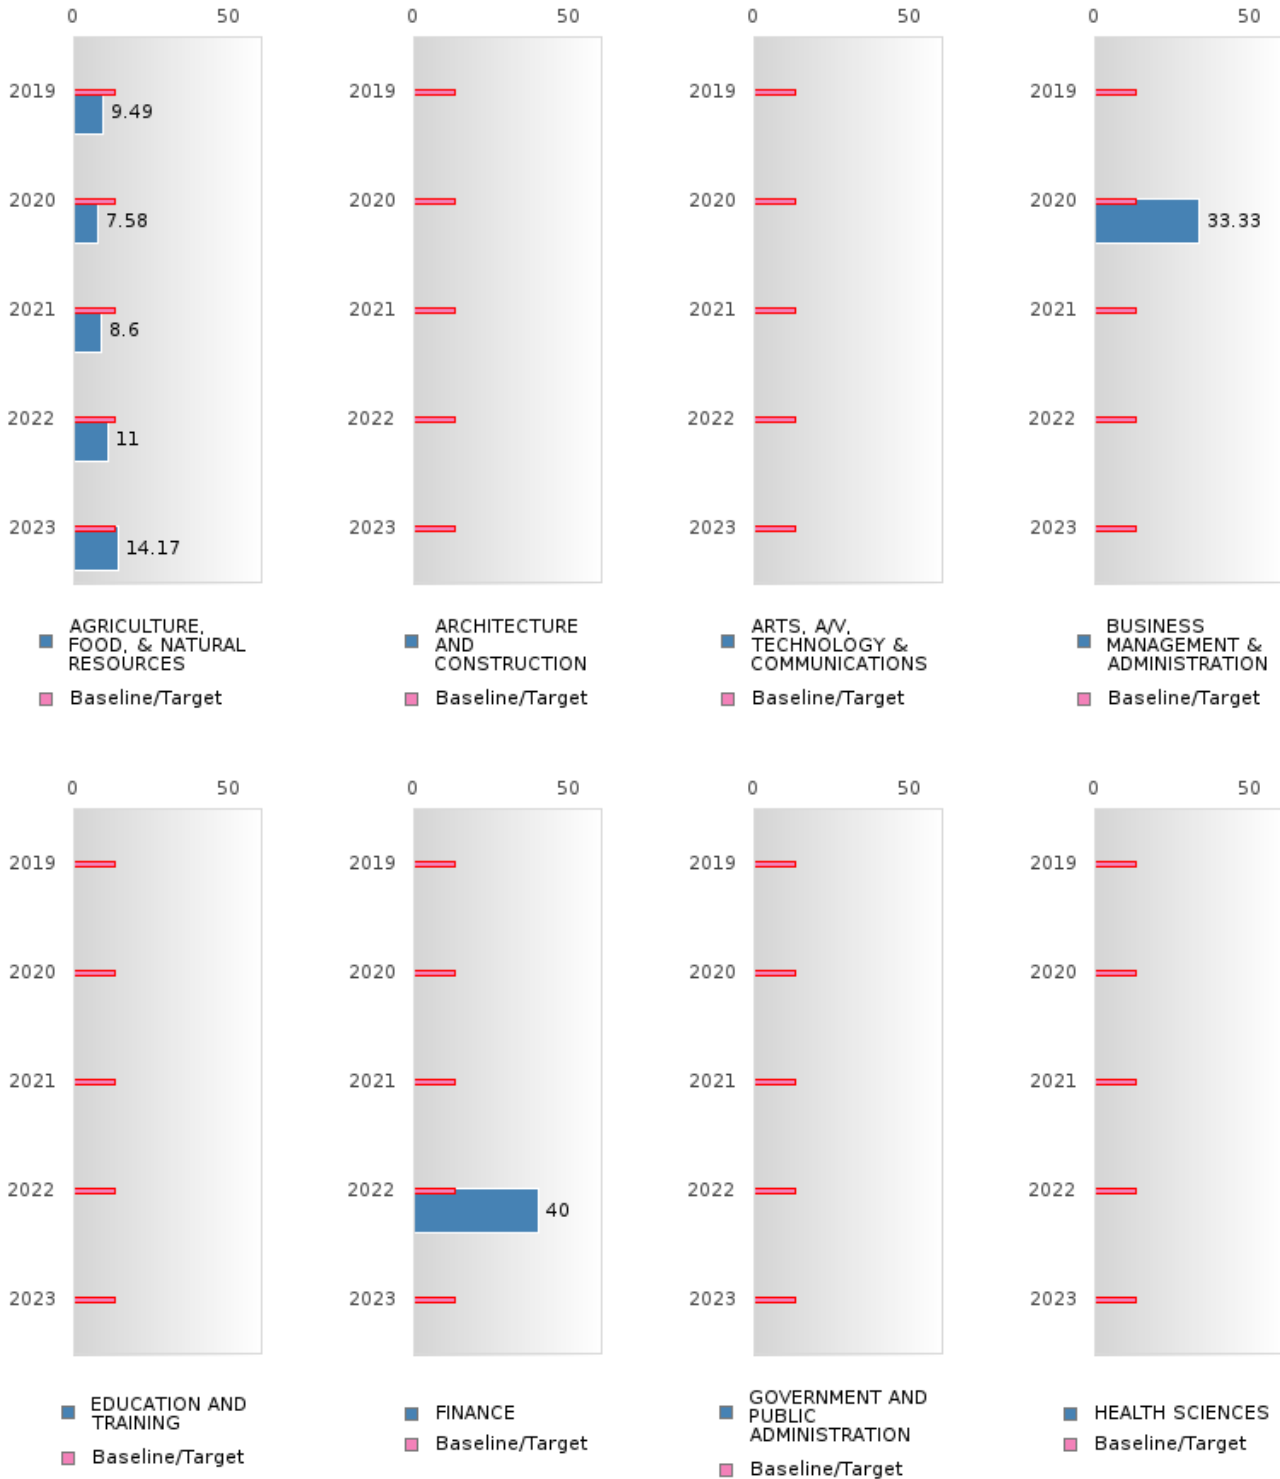 0 50
2019 9.49
2020 7.58
2021 8.6
2022 11
2023 14.17
AGRICULTURE,
FOOD, & NATURAL
RESOURCES
Baseline/Target
0 50
2019
2020
2021
2022
2023
ARCHITECTURE
AND
CONSTRUCTION
Baseline/Target
0 50
2019
2020
2021
2022
2023
ARTS, A/V,
TECHNOLOGY &
COMMUNICATIONS
Baseline/Target
0 50
2019
2020 33.33
2021
2022
2023
BUSINESS
MANAGEMENT &
ADMINISTRATION
Baseline/Target
0 50
2019
2020
2021
2022
2023
EDUCATION AND
TRAINING
Baseline/Target
0 50
2019
2020
2021
2022 40
2023
FINANCE
Baseline/Target
0 50
2019
2020
2021
2022
2023
GOVERNMENT AND
PUBLIC
ADMINISTRATION
Baseline/Target
0 50
2019
2020
2021
2022
2023
HEALTH SCIENCES
Baseline/Target